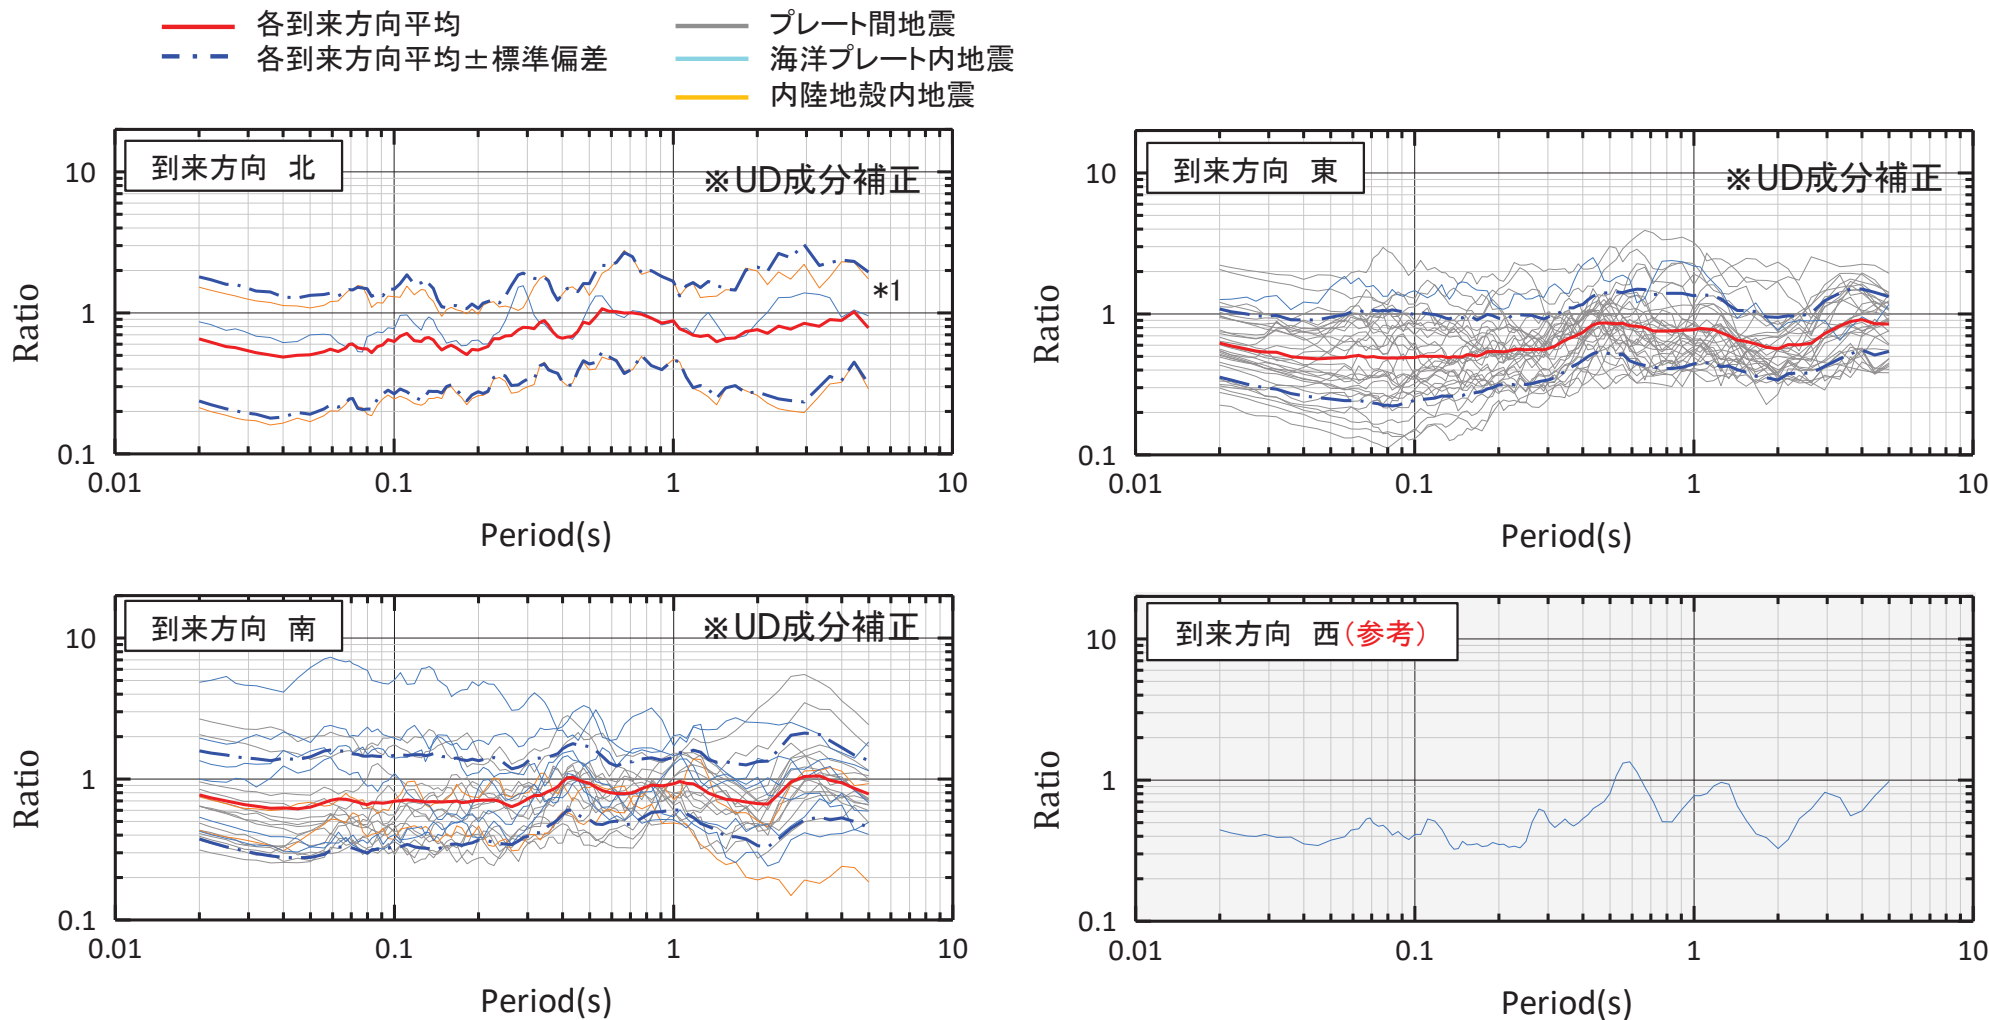 各到来方向平均
各到来方向平均±標準偏差
プレート間地震
海洋プレート内地震
内陸地殻内地震
到来方向 北
※UD成分補正
*1
10
1
0.1
0.01
0.1
1
10
Ratio
Period(s)
到来方向 東
※UD成分補正
10
1
0.1
0.01
0.1
1
10
Ratio
Period(s)
到来方向 南
※UD成分補正
10
1
0.1
0.01
0.1
1
10
Ratio
Period(s)
到来方向 西(参考)
10
1
0.1
0.01
0.1
1
10
Ratio
Period(s)